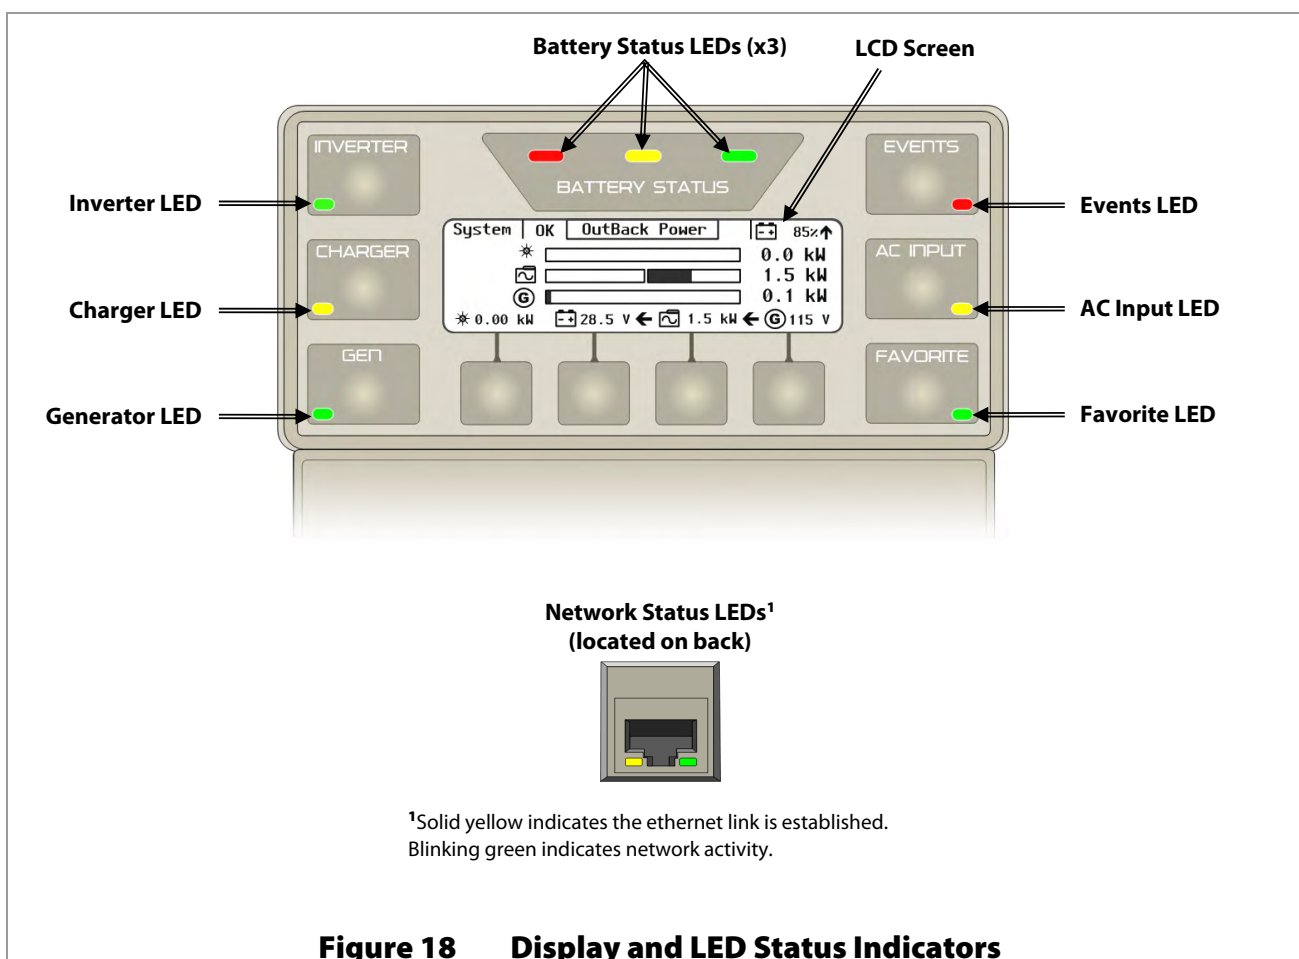 Battery Status LEDs (x3) LCD Screen
INVERTER EVENTS
BATTERY STATUS
Inverter LED Events LED
System OK OutBack Power 85%
CHARGER 0.0 kW AC INPUT
1.5 kW
G 0.1 kW
Charger LED AC Input LED
0.00 kW 28.5 V 1.5 kW G 115 V
GEN FAVORITE
Generator LED Favorite LED
Network Status LEDs¹
(located on back)
¹Solid yellow indicates the ethernet link is established.
Blinking green indicates network activity.
Figure 18 Display and LED Status Indicators